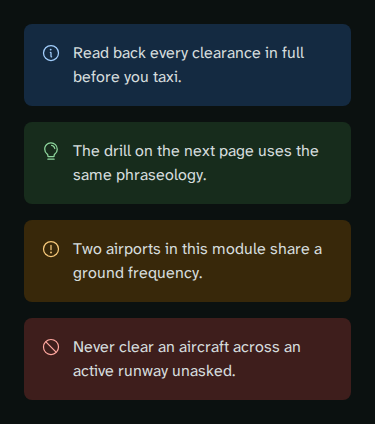 Read back every clearance in full
before you taxi.
The drill on the next page uses the
same phraseology.
Two airports in this module share a
ground frequency.
Never clear an aircraft across an
active runway unasked.